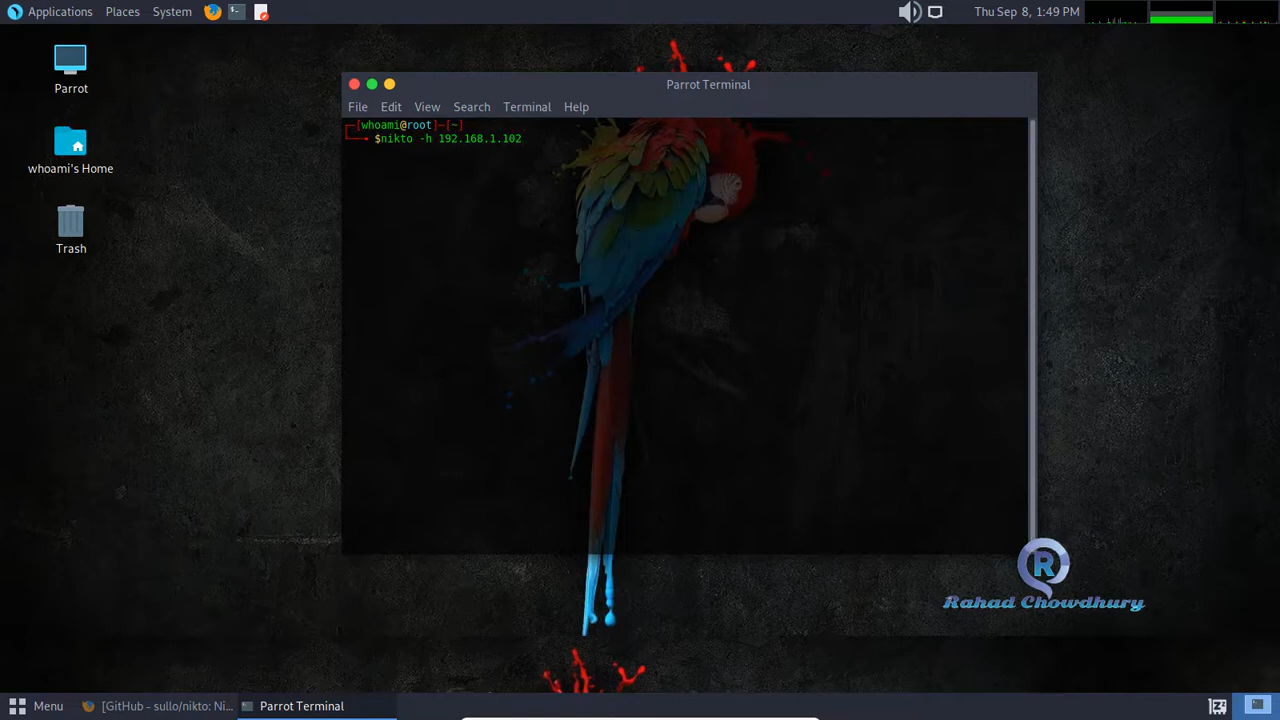 Applications Places System Thu Sep 8, 1:49 PM
Parrot
whoami's Home
Trash
Parrot Terminal
File Edit View Search Terminal Help
┌─[whoami@root]─[~]
└──╼ $nikto -h 192.168.1.102
R
Rahad Chowdhury
Menu [GitHub - sullo/nikto: Ni... Parrot Terminal